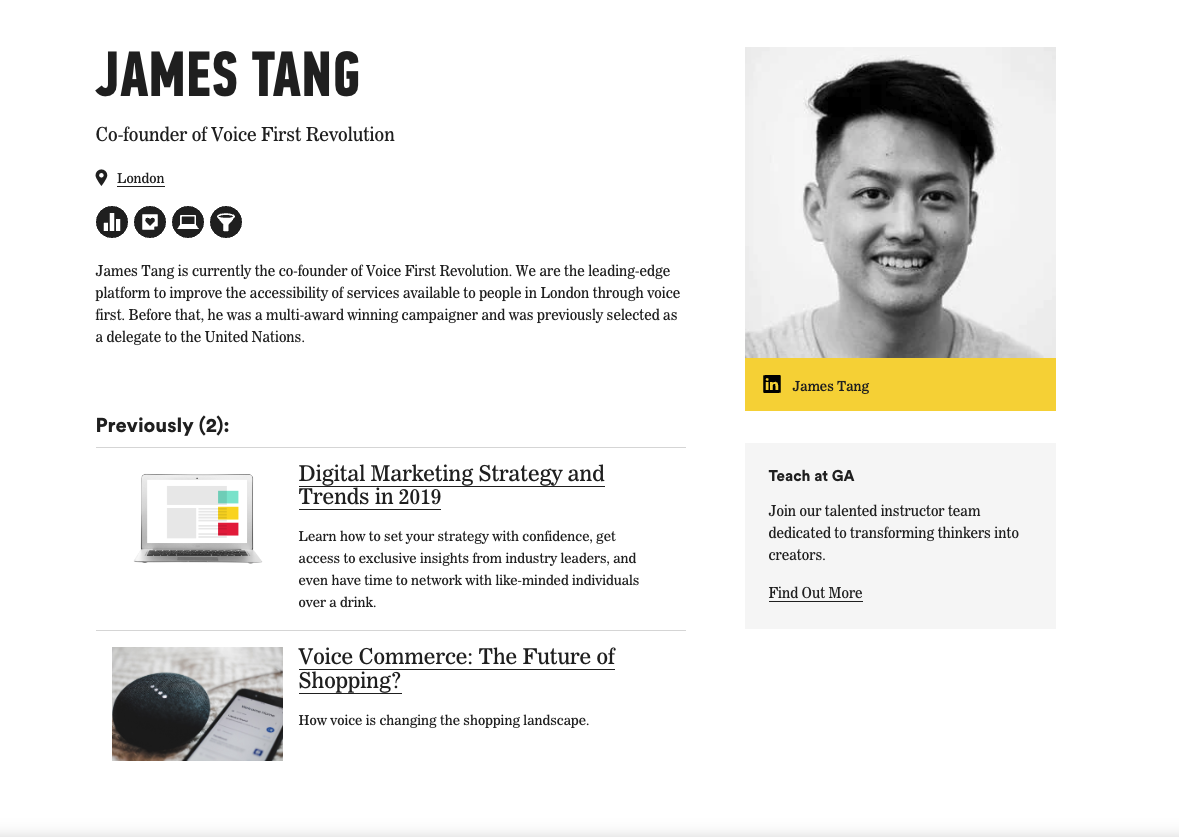 JAMES TANG
Co-founder of Voice First Revolution
London
James Tang is currently the co-founder of Voice First Revolution. We are the leading-edge
platform to improve the accessibility of services available to people in London through voice
first. Before that, he was a multi-award winning campaigner and was previously selected as
a delegate to the United Nations.
Previously (2):
Digital Marketing Strategy and
Trends in 2019
Learn how to set your strategy with confidence, get
access to exclusive insights from industry leaders, and
even have time to network with like-minded individuals
over a drink.
Voice Commerce: The Future of
Shopping?
How voice is changing the shopping landscape.
in James Tang
Teach at GA
Join our talented instructor team
dedicated to transforming thinkers into
creators.
Find Out More